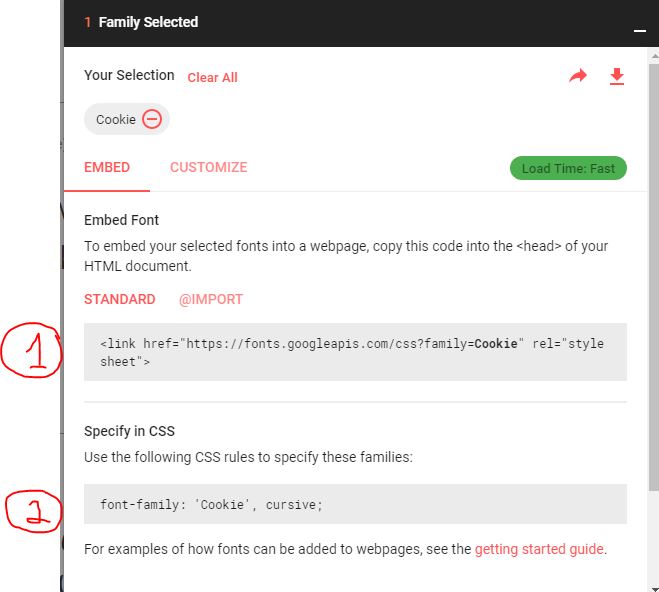 1 Family Selected
Your Selection Clear All
Cookie
EMBED CUSTOMIZE Load Time: Fast
Embed Font
To embed your selected fonts into a webpage, copy this code into the <head> of your
HTML document.
STANDARD @IMPORT
1
<link href="https://fonts.googleapis.com/css?family=Cookie" rel="style
sheet">
Specify in CSS
Use the following CSS rules to specify these families:
2
font-family: 'Cookie', cursive;
For examples of how fonts can be added to webpages, see the getting started guide.